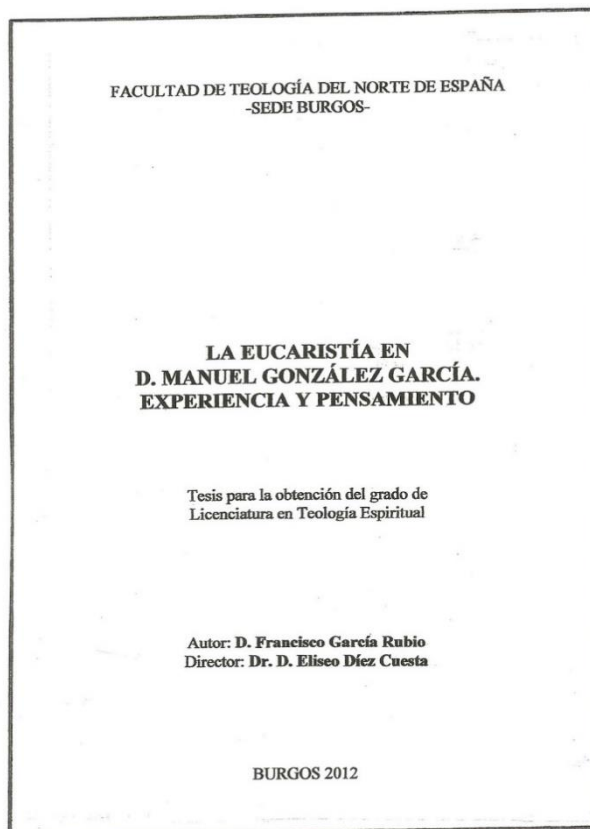 FACULTAD DE TEOLOGÍA DEL NORTE DE ESPAÑA
-SEDE BURGOS-
LA EUCARISTÍA EN
D. MANUEL GONZÁLEZ GARCÍA.
EXPERIENCIA Y PENSAMIENTO
Tesis para la obtención del grado de
Licenciatura en Teología Espiritual
Autor: D. Francisco García Rubio
Director: Dr. D. Eliseo Díez Cuesta
BURGOS 2012